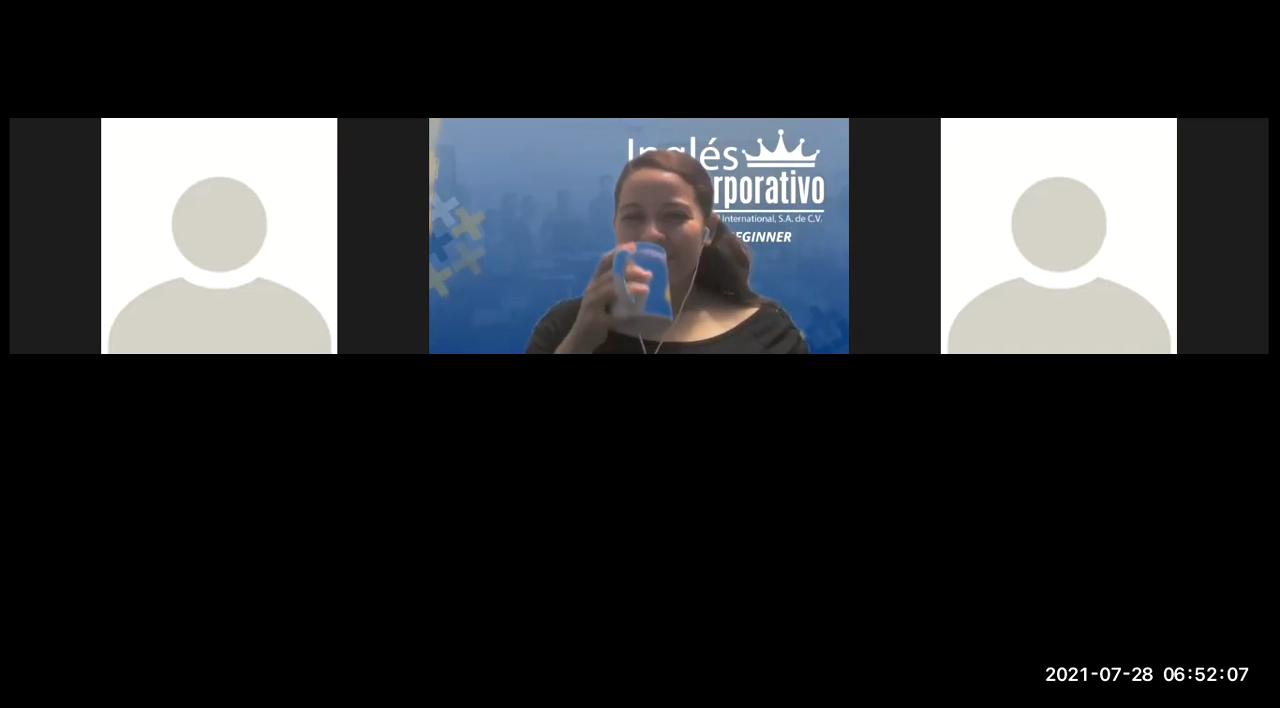 Inglés
rporativo
International, S.A. de C.V.
EGINNER
2021-07-28 06:52:07